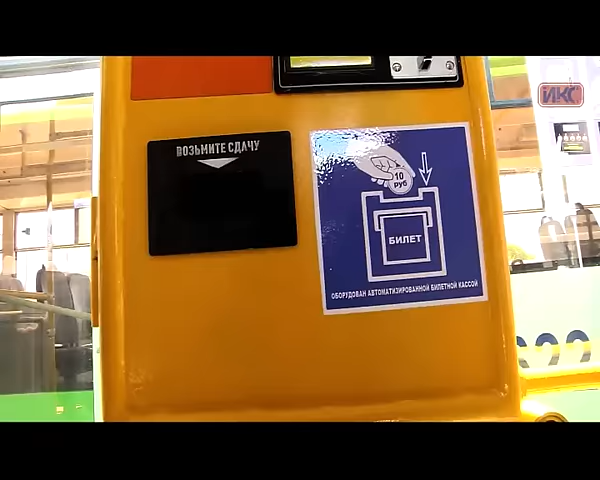 ИКС
ВОЗЬМИТЕ СДАЧУ
10
руб
БИЛЕТ
ОБОРУДОВАН АВТОМАТИЗИРОВАННОЙ БИЛЕТНОЙ КАССОЙ